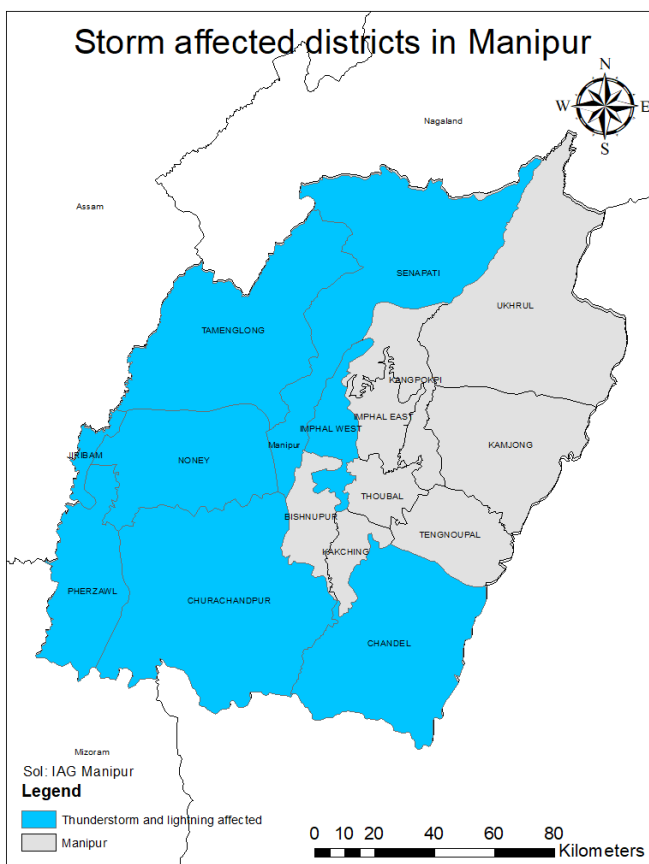 Storm affected districts in Manipur
N
W E
S
Nagaland
Assam
SENAPATI
UKHRUL
TAMENGLONG
KANGPOKPI
IMPHAL EAST
IMPHAL WEST
Manipur
KAMJONG
JIRIBAM
NONEY
THOUBAL
BISHNUPUR
TENGNOUPAL
KAKCHING
PHERZAWL
CHURACHANDPUR
CHANDEL
Mizoram
Sol: IAG Manipur
Legend
Thunderstorm and lightning affected
Manipur
0 10 20 40 60 80
Kilometers